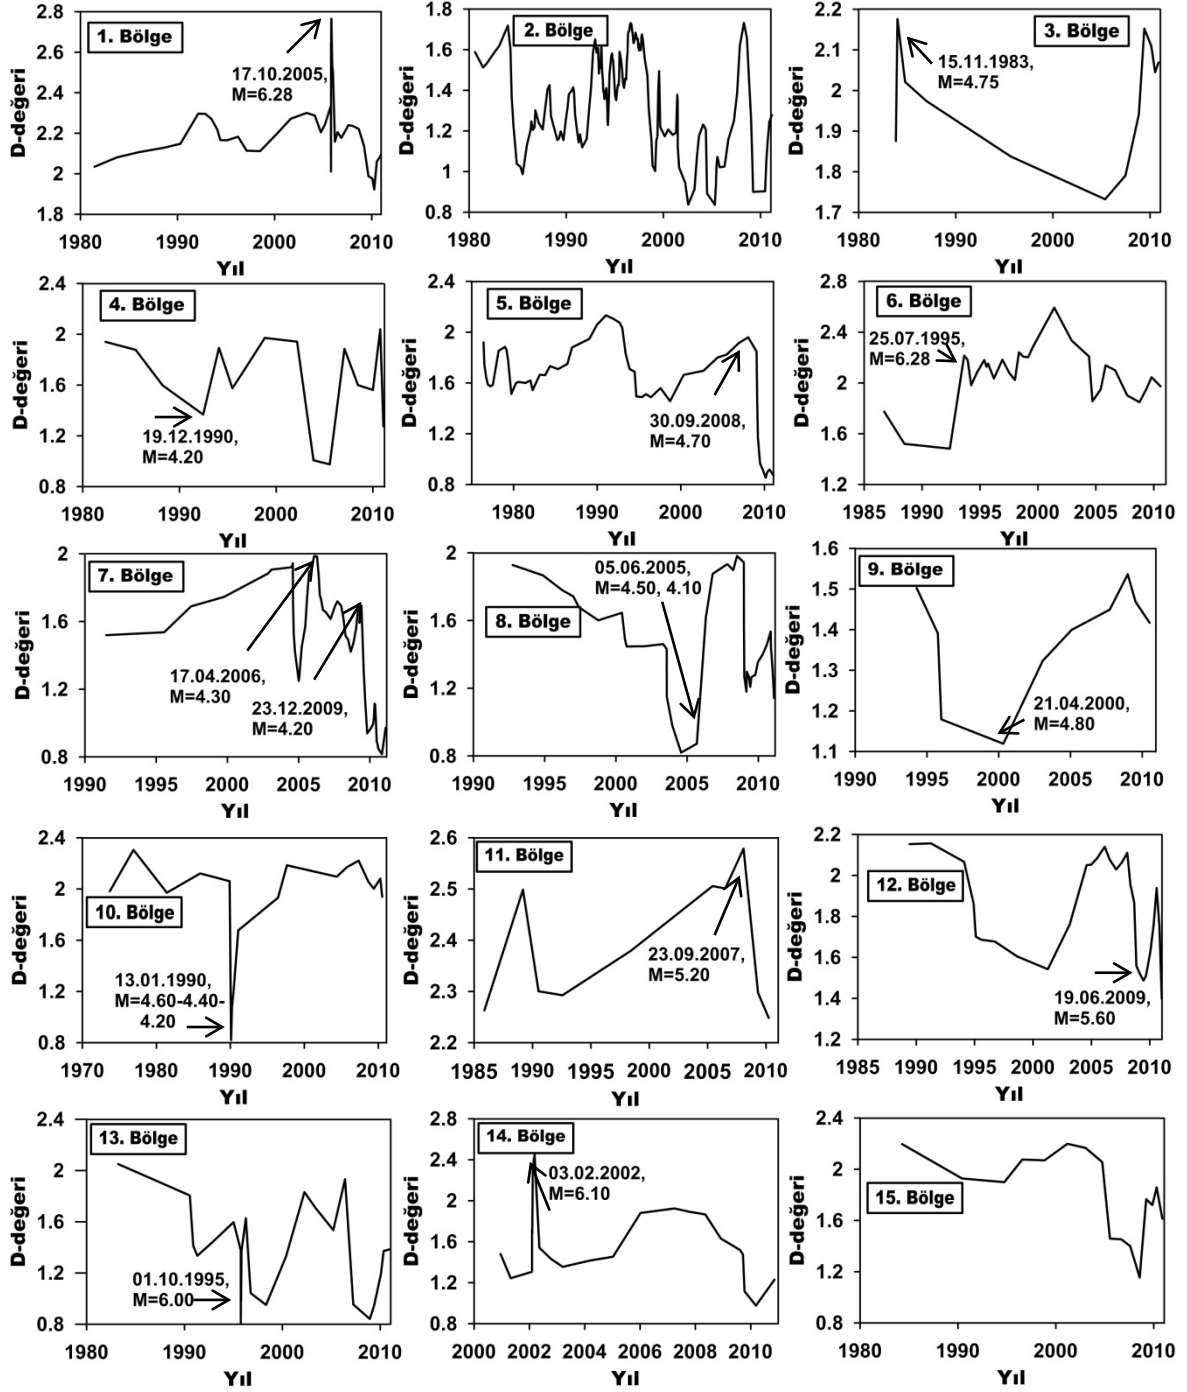 1. Bölge
17.10.2005,
M=6.28
D-değeri
2.8
2.6
2.4
2.2
2
1.8
1980
1990
2000
2010
Yıl
2. Bölge
D-değeri
1.8
1.6
1.4
1.2
1
0.8
1980
1990
2000
2010
Yıl
3. Bölge
15.11.1983,
M=4.75
D-değeri
2.2
2.1
2
1.9
1.8
1.7
1980
1990
2000
2010
Yıl
4. Bölge
19.12.1990,
M=4.20
D-değeri
2.4
2
1.6
1.2
0.8
1980
1990
2000
2010
Yıl
5. Bölge
30.09.2008,
M=4.70
D-değeri
2.4
2
1.6
1.2
0.8
1980
1990
2000
2010
Yıl
6. Bölge
25.07.1995,
M=6.28
D-değeri
2.8
2.4
2
1.6
1.2
1985
1990
1995
2000
2005
2010
Yıl
7. Bölge
17.04.2006,
M=4.30
23.12.2009,
M=4.20
D-değeri
2
1.6
1.2
0.8
1990
1995
2000
2005
2010
Yıl
05.06.2005,
M=4.50, 4.10
8. Bölge
D-değeri
2
1.6
1.2
0.8
1990
1995
2000
2005
2010
Yıl
9. Bölge
21.04.2000,
M=4.80
D-değeri
1.6
1.5
1.4
1.3
1.2
1.1
1990
1995
2000
2005
2010
Yıl
10. Bölge
13.01.1990,
M=4.60-4.40-
4.20
D-değeri
2.4
2
1.6
1.2
0.8
1970
1980
1990
2000
2010
Yıl
11. Bölge
23.09.2007,
M=5.20
D-değeri
2.6
2.5
2.4
2.3
2.2
1985
1990
1995
2000
2005
2010
Yıl
12. Bölge
19.06.2009,
M=5.60
D-değeri
2.2
2
1.8
1.6
1.4
1.2
1985
1990
1995
2000
2005
2010
Yıl
13. Bölge
01.10.1995,
M=6.00
D-değeri
2.4
2
1.6
1.2
0.8
1980
1990
2000
2010
Yıl
14. Bölge
03.02.2002,
M=6.10
D-değeri
2.8
2.4
2
1.6
1.2
0.8
2000
2002
2004
2006
2008
2010
Yıl
15. Bölge
D-değeri
2.4
2
1.6
1.2
0.8
1980
1990
2000
2010
Yıl